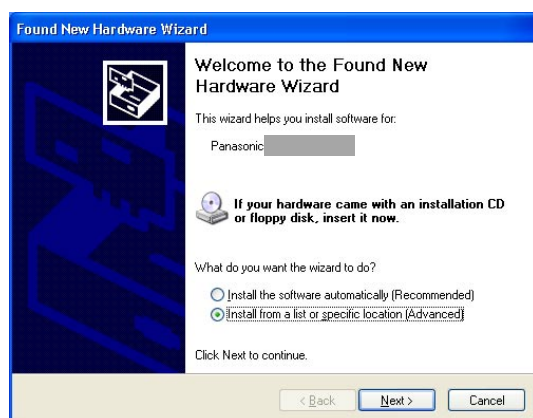 Found New Hardware Wizard
Welcome to the Found New
Hardware Wizard
This wizard helps you install software for:
Panasonic
If your hardware came with an installation CD
or floppy disk, insert it now.
What do you want the wizard to do?
Install the software automatically (Recommended)
Install from a list or specific location (Advanced)
Click Next to continue.
< Back
Next >
Cancel